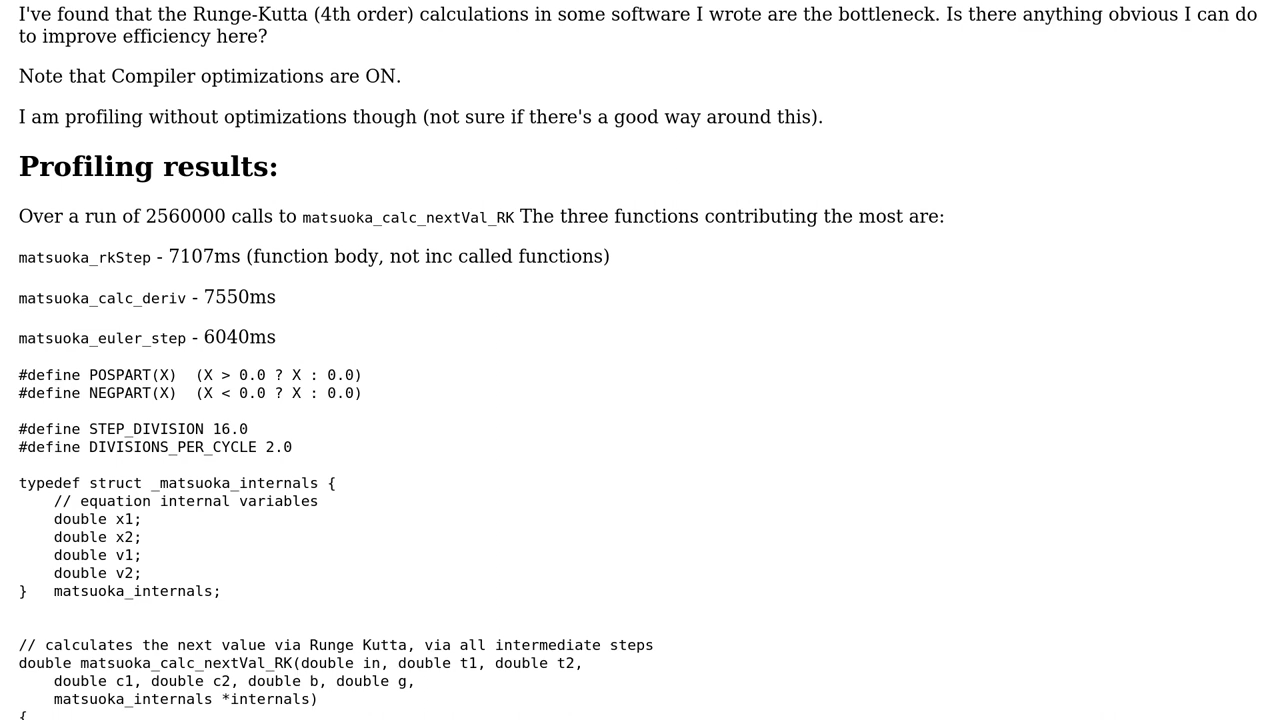 I've found that the Runge-Kutta (4th order) calculations in some software I wrote are the bottleneck. Is there anything obvious I can do
to improve efficiency here?
Note that Compiler optimizations are ON.
I am profiling without optimizations though (not sure if there's a good way around this).
Profiling results:
Over a run of 2560000 calls to matsuoka_calc_nextVal_RK The three functions contributing the most are:
matsuoka_rkStep - 7107ms (function body, not inc called functions)
matsuoka_calc_deriv - 7550ms
matsuoka_euler_step - 6040ms
#define POSPART(X)  (X > 0.0 ? X : 0.0)
#define NEGPART(X)  (X < 0.0 ? X : 0.0)
#define STEP_DIVISION 16.0
#define DIVISIONS_PER_CYCLE 2.0
typedef struct _matsuoka_internals {
    // equation internal variables
    double x1;
    double x2;
    double v1;
    double v2;
}   matsuoka_internals;
// calculates the next value via Runge Kutta, via all intermediate steps
double matsuoka_calc_nextVal_RK(double in, double t1, double t2,
    double c1, double c2, double b, double g,
    matsuoka_internals *internals)
{